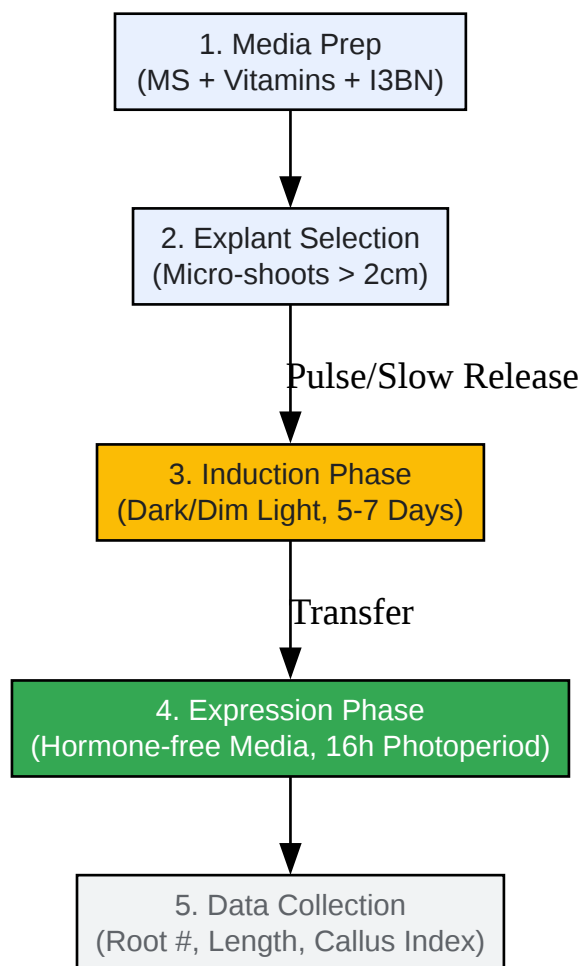 1. Media Prep
(MS + Vitamins + I3BN)
2. Explant Selection
(Micro-shoots > 2cm)
Pulse/Slow Release
3. Induction Phase
(Dark/Dim Light, 5-7 Days)
Transfer
4. Expression Phase
(Hormone-free Media, 16h Photoperiod)
5. Data Collection
(Root #, Length, Callus Index)